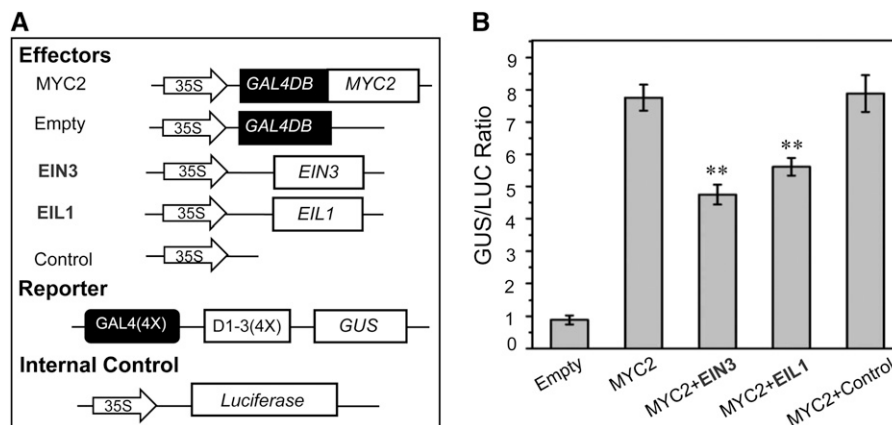 A
Effectors
MYC2
35S
GAL4DB
MYC2
Empty
35S
GAL4DB
EIN3
35S
EIN3
EIL1
35S
EIL1
Control
35S
Reporter
GAL4(4X)
D1-3(4X)
GUS
Internal Control
35S
Luciferase
B
GUS/LUC Ratio
9
8
7
6
5
4
3
2
1
0
**
**
Empty
MYC2
MYC2+EIN3
MYC2+EIL1
MYC2+Control